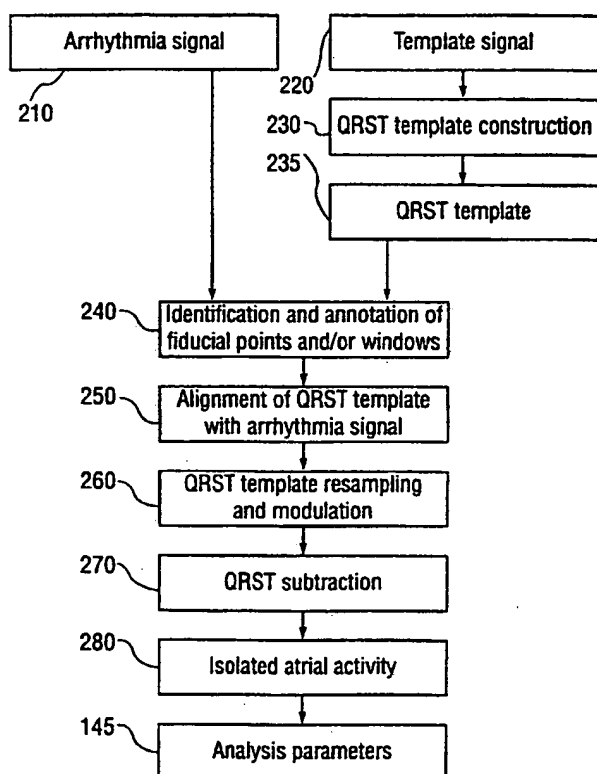 Arrhythmia signal
210
Template signal
220
QRST template construction
230
235
QRST template
240
Identification and annotation of
fiducial points and/or windows
250
Alignment of QRST template
with arrhythmia signal
260
QRST template resampling
and modulation
270
QRST subtraction
280
Isolated atrial activity
145
Analysis parameters